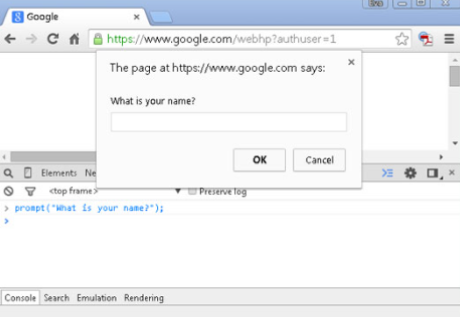 Google
https://www.google.com/webhp?authuser=1
The page at https://www.google.com says:
What is your name?
OK Cancel
Elements Ne
<top frame> Preserve log
> prompt("What is your name?");
>
Console Search Emulation Rendering